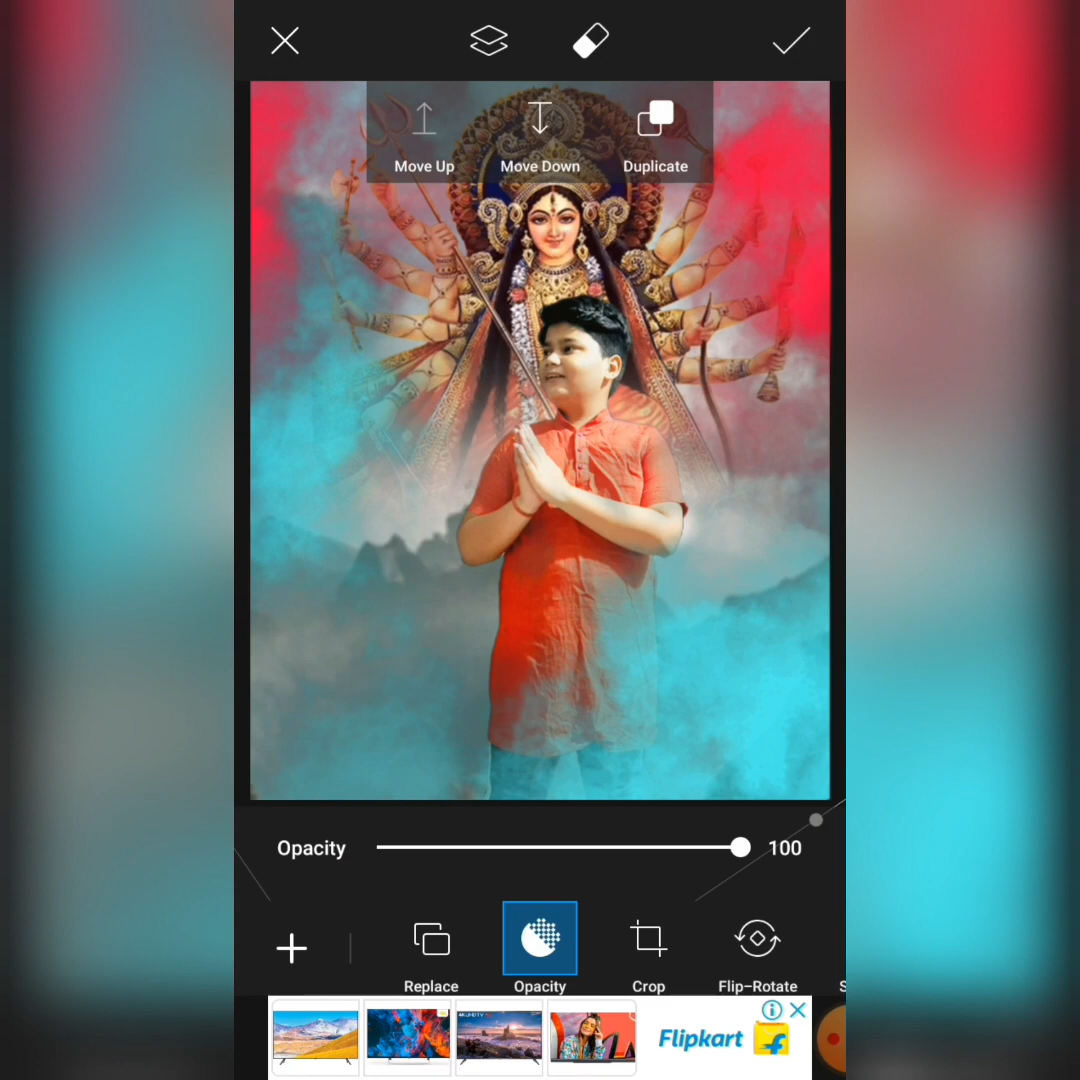 Move Up
Move Down
Duplicate
Opacity
100
Replace
Opacity
Crop
Flip-Rotate
S
Flipkart